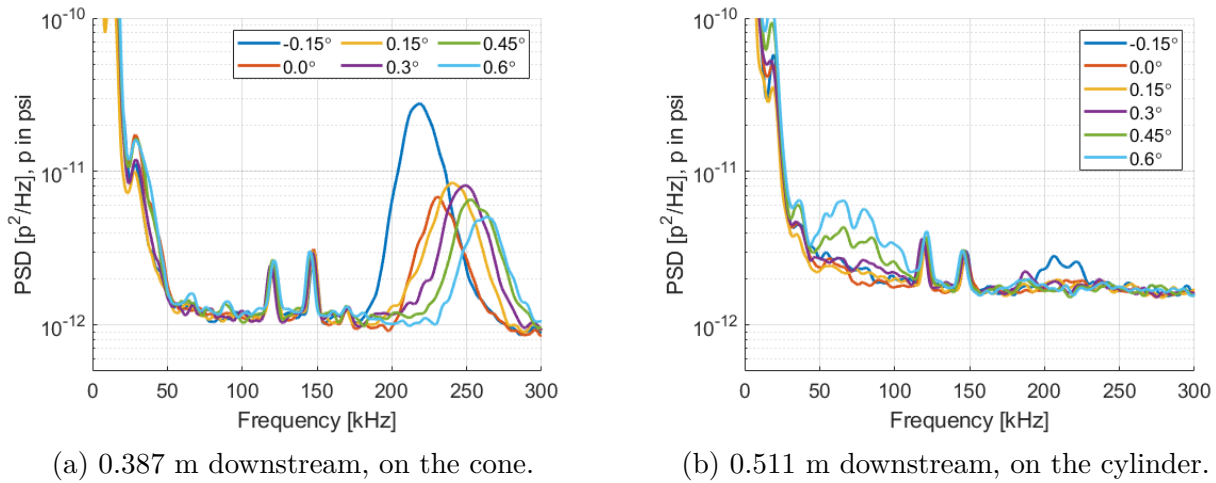 10^-10
10^-11
10^-12
PSD [p^2/Hz], p in psi
-0.15° 0.15° 0.45°
0.0° 0.3° 0.6°
0 50 100 150 200 250 300
Frequency [kHz]
(a) 0.387 m downstream, on the cone.
10^-10
10^-11
10^-12
PSD [p^2/Hz], p in psi
-0.15°
0.0°
0.15°
0.3°
0.45°
0.6°
0 50 100 150 200 250 300
Frequency [kHz]
(b) 0.511 m downstream, on the cylinder.